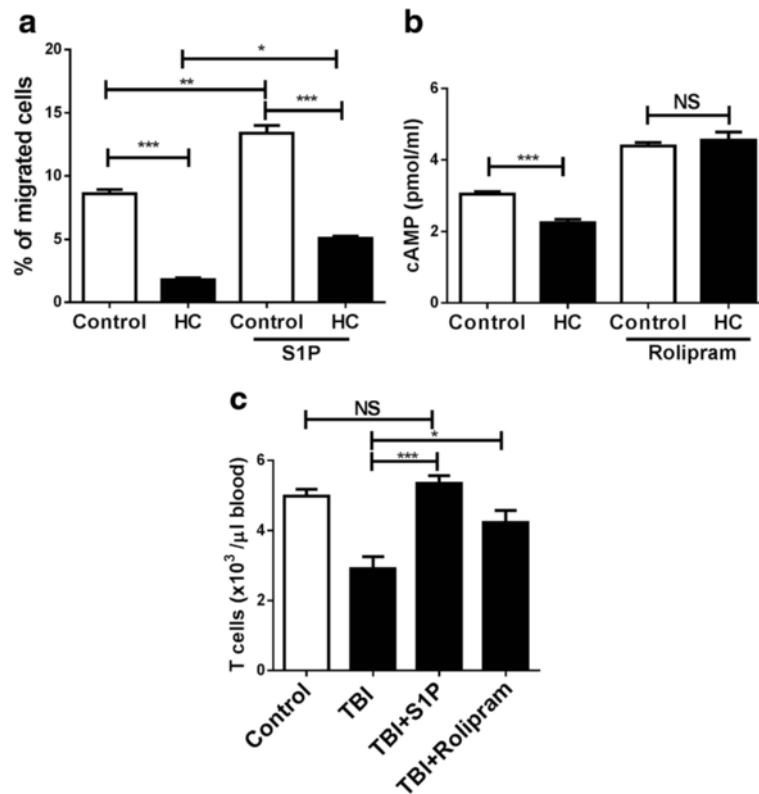 a
% of migrated cells
20
15
10
5
0
*
**
***
***
Control HC Control HC
S1P
b
cAMP (pmol/ml)
6
4
2
0
***
NS
Control HC Control HC
Rolipram
c
T cells (x10³ /µl blood)
6
4
2
0
NS
*
***
Control TBI TBI+S1P TBI+Rolipram